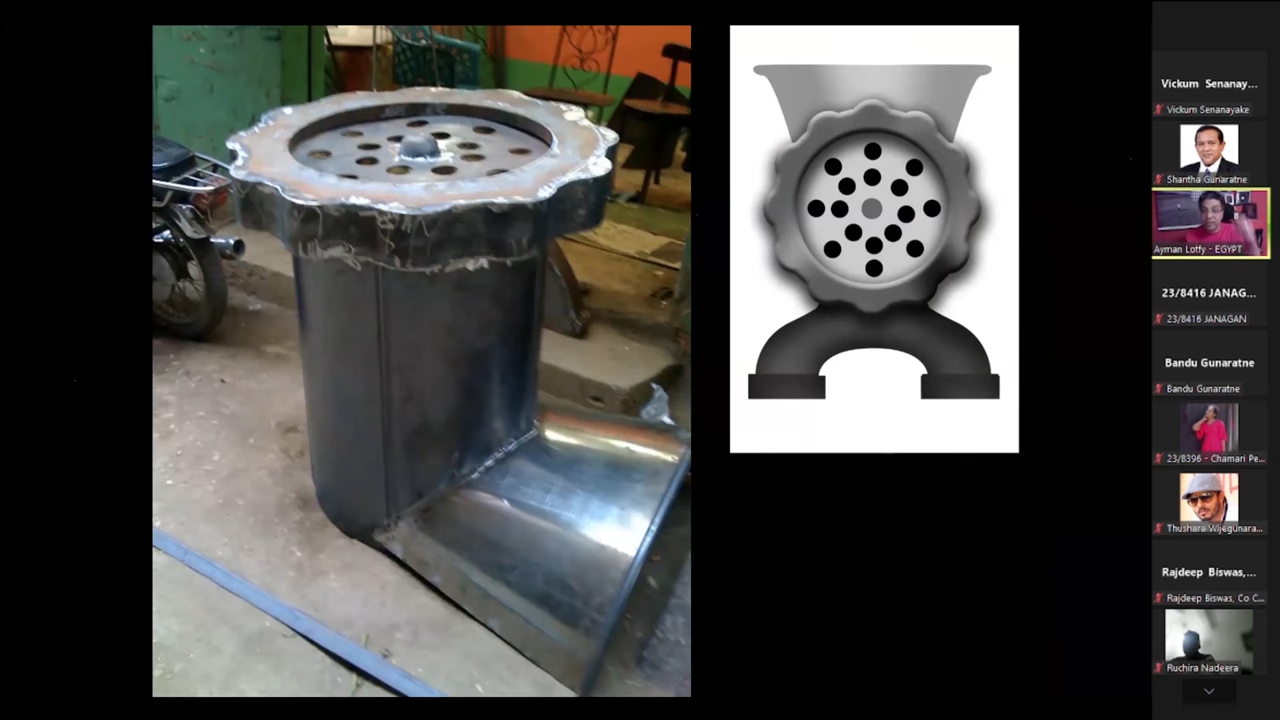 Vickum Senanay...
Vickum Senanayake
Shantha Gunaratne
Ayman Lotfy - EGYPT
23/8416 JANAG...
23/8416 JANAGAN
Bandu Gunaratne
Bandu Gunaratne
23/8396 - Chamari Pe...
Thushara Wijegunara...
Rajdeep Biswas,...
Rajdeep Biswas, Co C...
Ruchira Nadeera